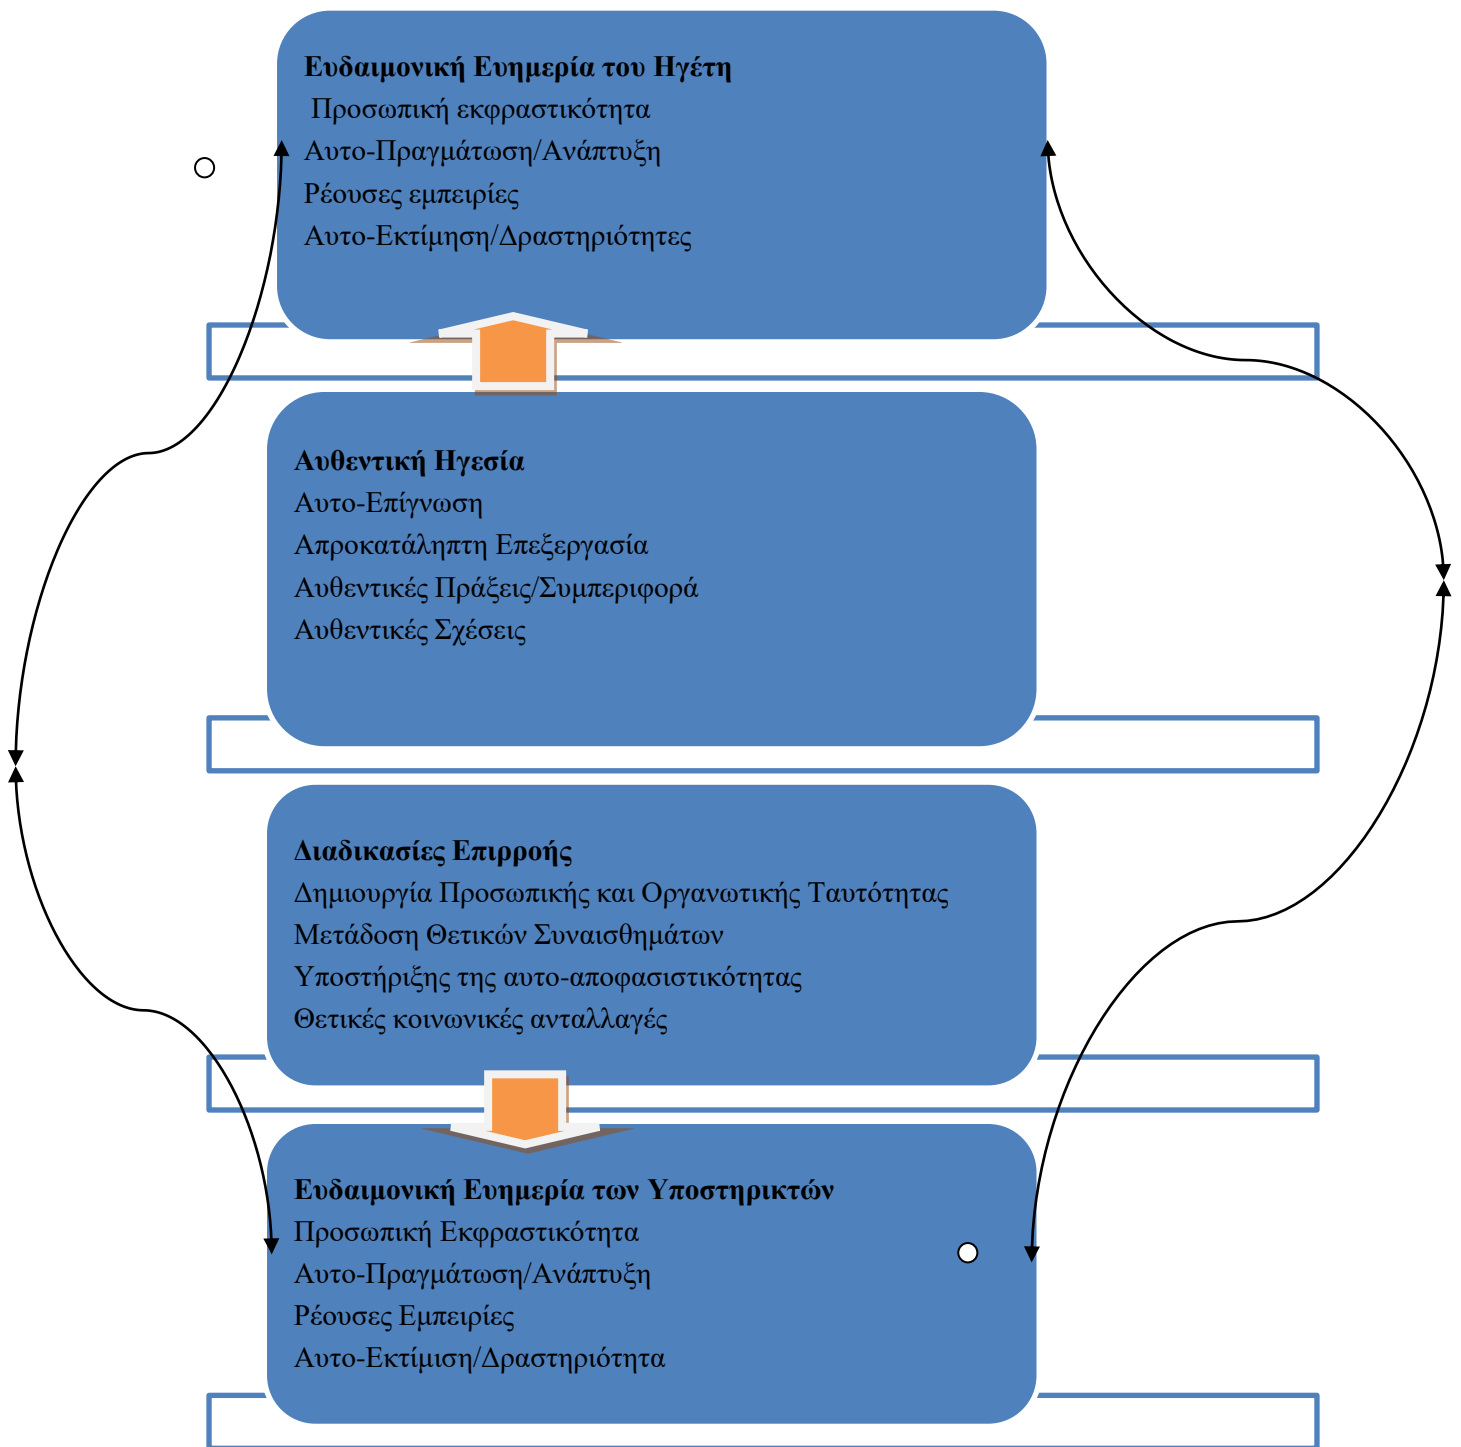 Ευδαιμονική Ευημερία του Ηγέτη
Προσωπική εκφραστικότητα
Αυτο-Πραγμάτωση/Ανάπτυξη
Ρέουσες εμπειρίες
Αυτο-Εκτίμηση/Δραστηριότητες
Αυθεντική Ηγεσία
Αυτο-Επίγνωση
Απροκατάληπτη Επεξεργασία
Αυθεντικές Πράξεις/Συμπεριφορά
Αυθεντικές Σχέσεις
Διαδικασίες Επιρροής
Δημιουργία Προσωπικής και Οργανωτικής Ταυτότητας
Μετάδοση Θετικών Συναισθημάτων
Υποστήριξης της αυτο-αποφασιστικότητας
Θετικές κοινωνικές ανταλλαγές
Ευδαιμονική Ευημερία των Υποστηρικτών
Προσωπική Εκφραστικότητα
Αυτο-Πραγμάτωση/Ανάπτυξη
Ρέουσες Εμπειρίες
Αυτο-Εκτίμιση/Δραστηριότητα